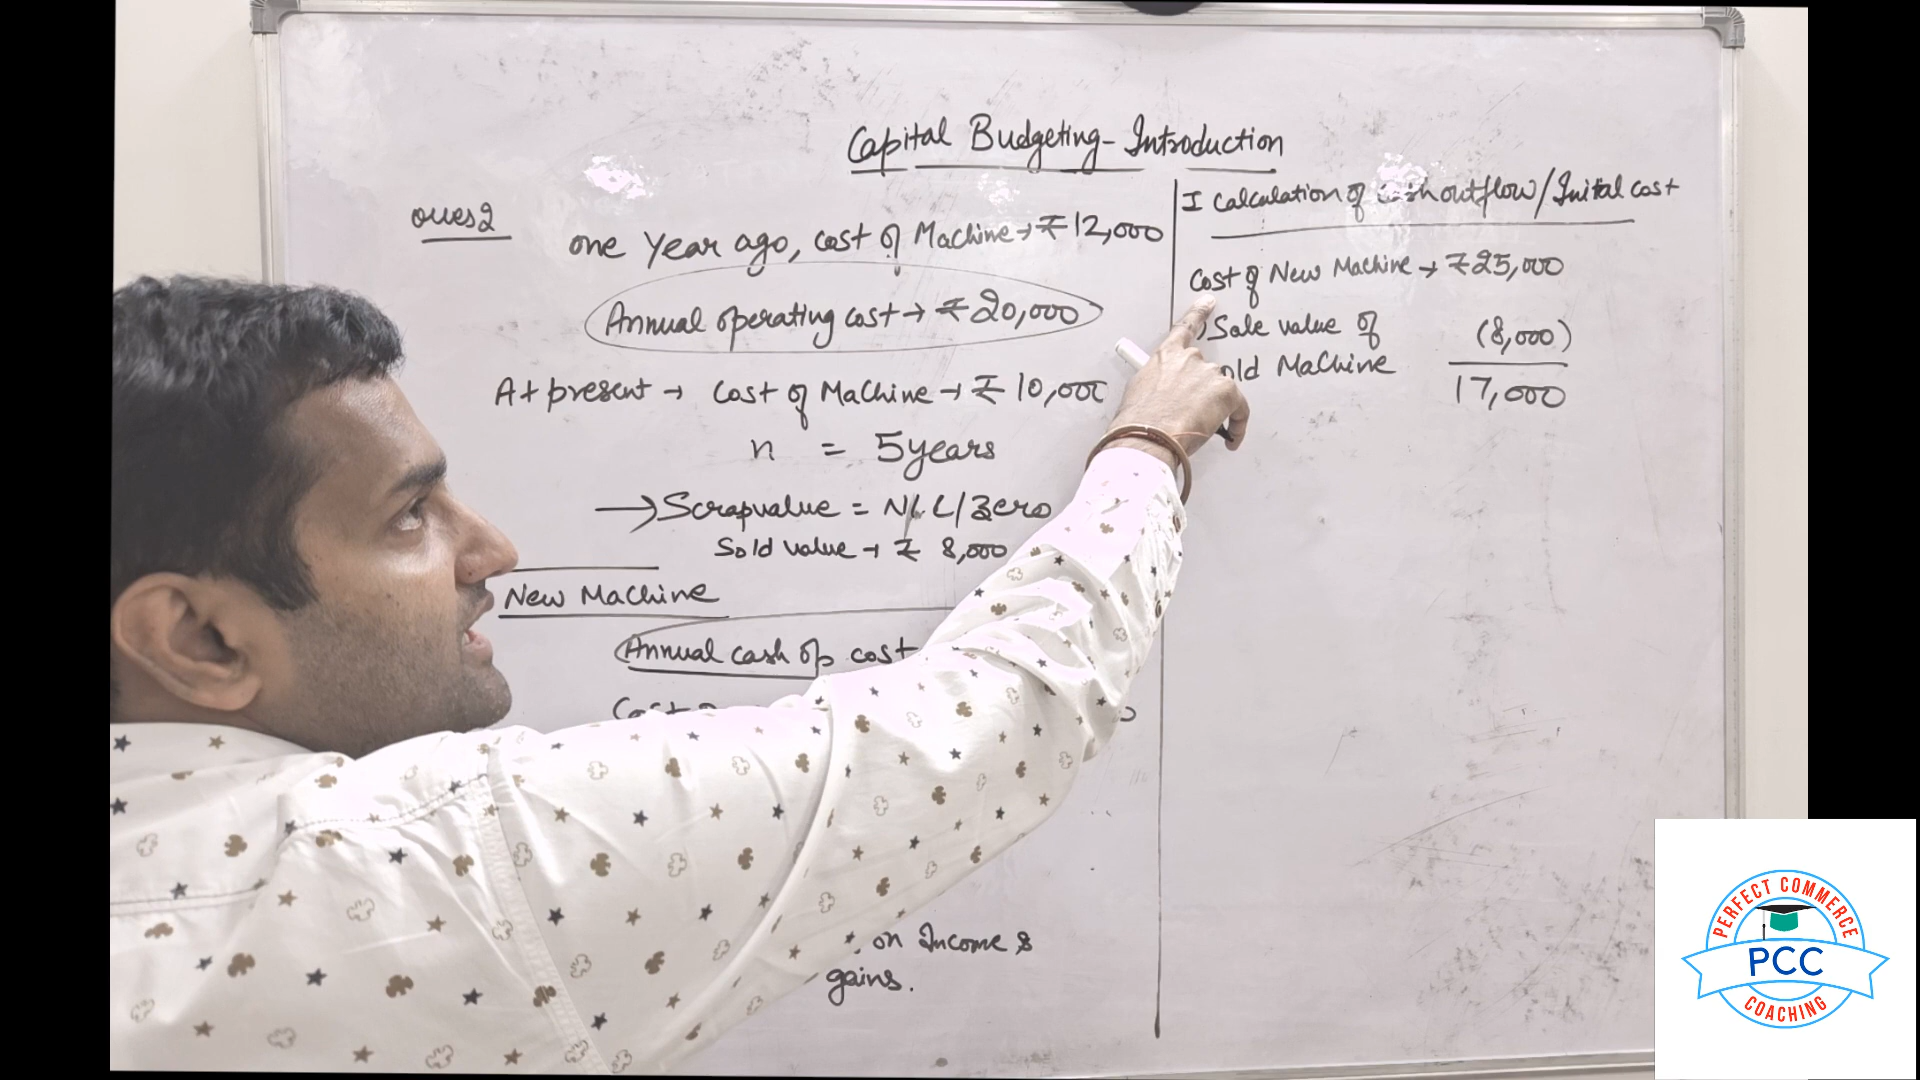 Capital Budgeting-Introduction
Ques2
One Year ago, Cost of Machine → ₹12,000
Annual operating cost → ₹20,000
At present → Cost of Machine → ₹10,000
n = 5years
→ Scrapvalue = NIL/Zero
Sold value → ₹ 8,000
New Machine
Annual cash op cost
Cost
on Income &
gains.
I Calculation of Cash outflow/Inital cost
Cost of New Machine → ₹25,000
Sale value of (8,000)
old Machine
17,000
PERFECT COMMERCE
PCC
COACHING